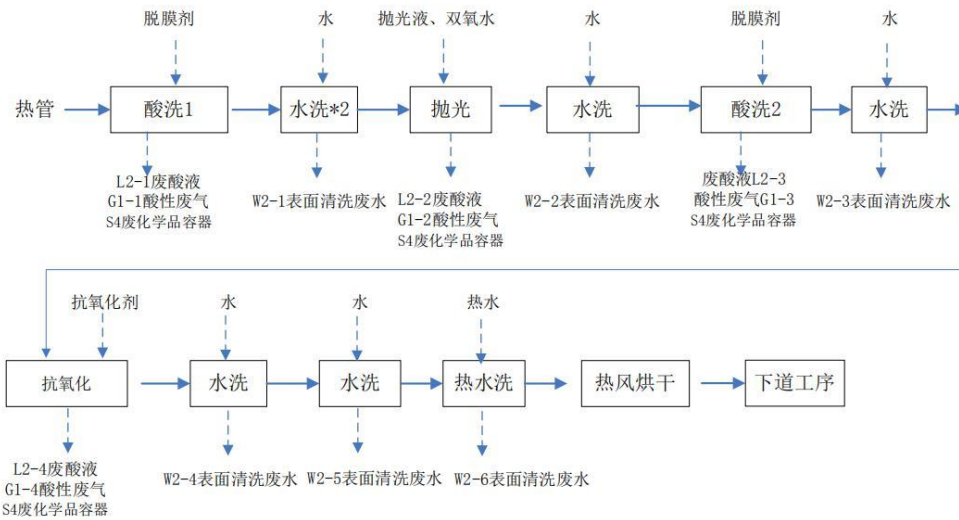 脱膜剂
水
抛光液、双氧水
水
脱膜剂
水
热管
酸洗1
水洗*2
抛光
水洗
酸洗2
水洗
L2-1废酸液
G1-1酸性废气
S4废化学品容器
W2-1表面清洗废水
L2-2废酸液
G1-2酸性废气
S4废化学品容器
W2-2表面清洗废水
废酸液L2-3
酸性废气G1-3
S4废化学品容器
W2-3表面清洗废水
抗氧化剂
水
水
热水
抗氧化
水洗
水洗
热水洗
热风烘干
下道工序
L2-4废酸液
G1-4酸性废气
S4废化学品容器
W2-4表面清洗废水
W2-5表面清洗废水
W2-6表面清洗废水